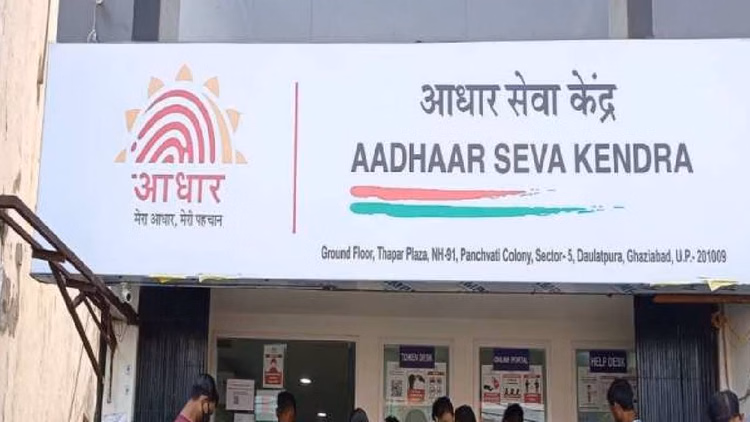 आधार
मेरा आधार, मेरी पहचान
आधार सेवा केंद्र
AADHAAR SEVA KENDRA
Ground Floor, Thapar Plaza, NH-91, Panchvati Colony, Sector- 5, Daulatpura, Ghaziabad, U.P.- 201009
TOKEN DESK
ONLINE PORTAL
HELP DESK